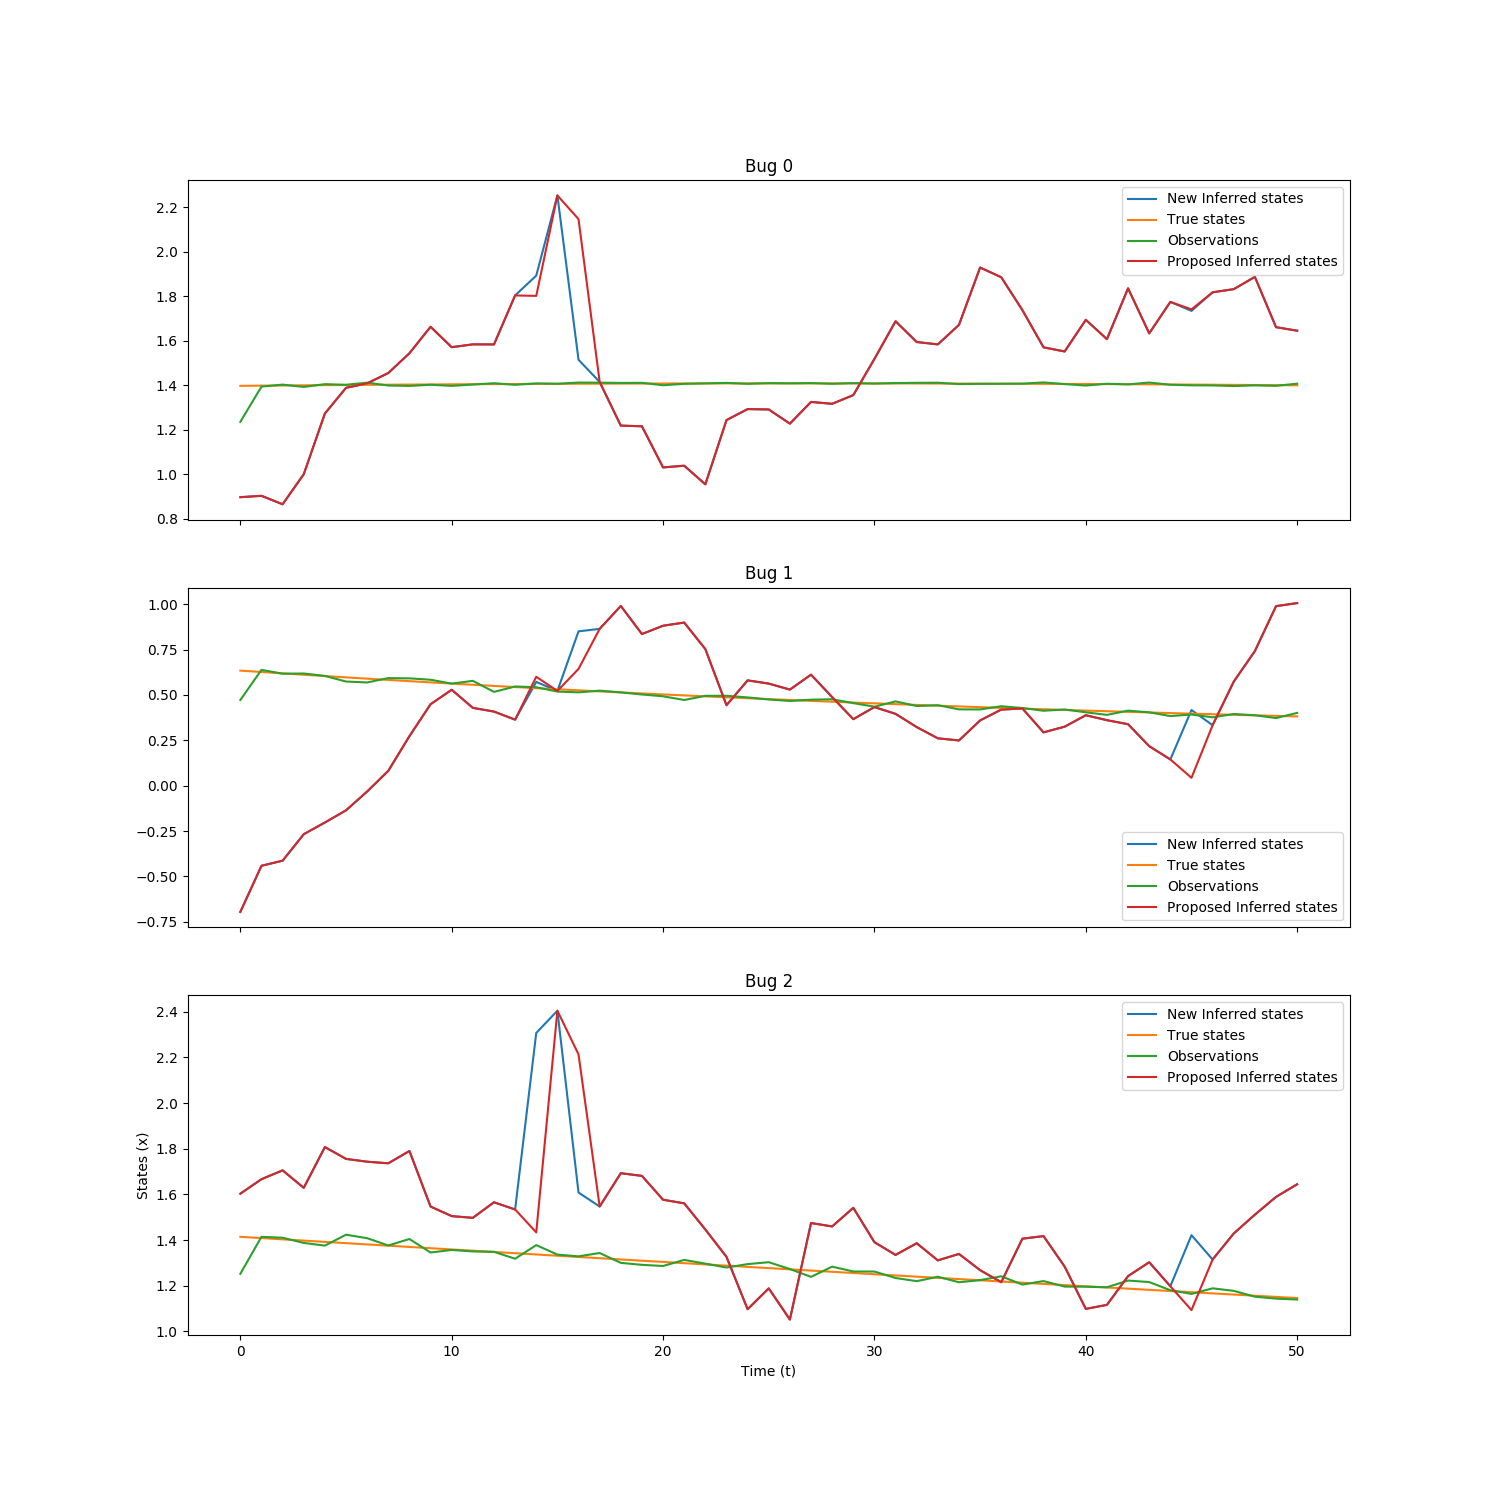 Bug 0
2.2
2.0
1.8
1.6
1.4
1.2
1.0
0.8
New Inferred states
True states
Observations
Proposed Inferred states
Bug 1
1.00
0.75
0.50
0.25
0.00
−0.25
−0.50
−0.75
New Inferred states
True states
Observations
Proposed Inferred states
Bug 2
States (x)
2.4
2.2
2.0
1.8
1.6
1.4
1.2
1.0
New Inferred states
True states
Observations
Proposed Inferred states
0 10 20 30 40 50
Time (t)